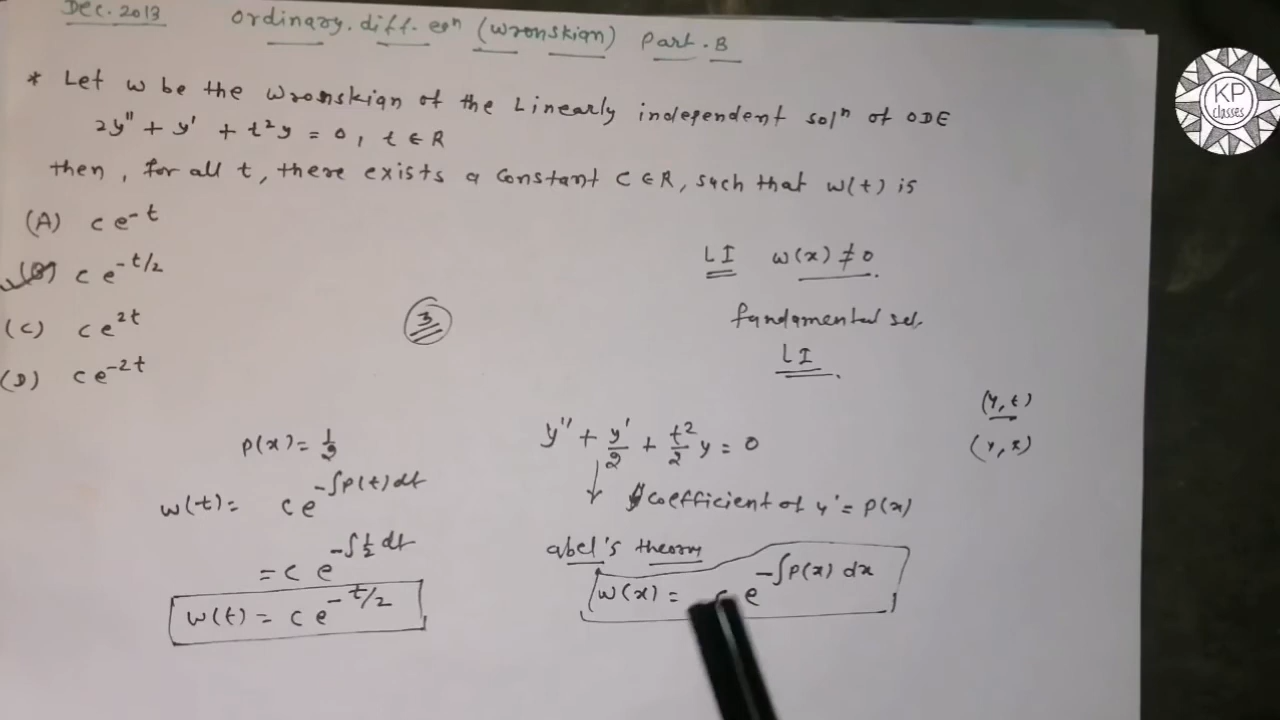 Dec. 2013
Ordinary. diff. eqn (wronskian) Part. B
* Let w be the wronskian of the Linearly independent soln of ODE
2y'' + y' + t²y = 0, t ∈ R
then, for all t, there exists a constant C ∈ R, such that w(t) is
(A) c e^-t
(B) c e^-t/2
(C) c e^2t
(D) c e^-2t
3
LI w(x) ≠ 0
fundamental sol.
LI
(y, t)
(y, x)
y'' + y'/2 + t²/2 y = 0
coefficient of y' = P(x)
abel's theorem
w(x) = c e^-∫P(x) dx
P(x) = 1/2
w(t) = c e^-∫P(t) dt
= c e^-∫1/2 dt
w(t) = c e^-t/2
KP
classes